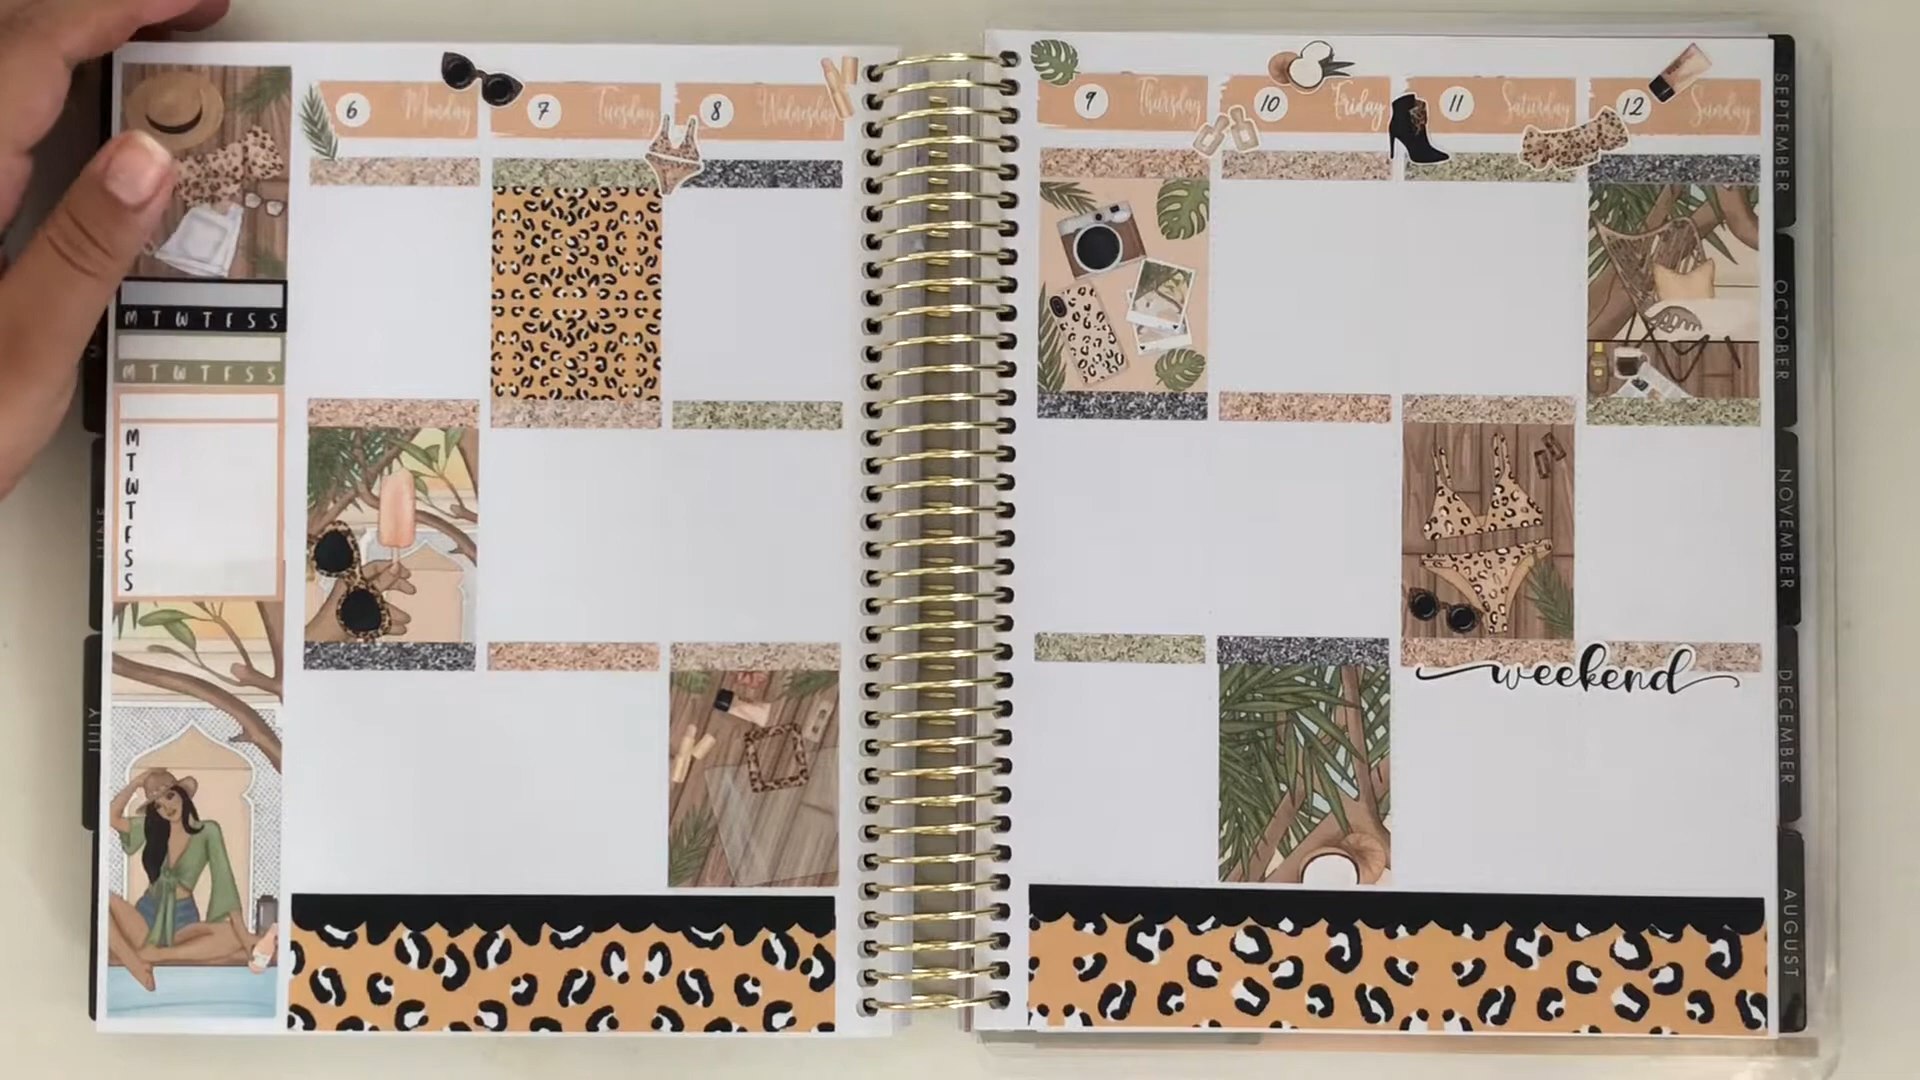 6 Monday
7 Tuesday
8 Wednesday
9 Thursday
10 Friday
11 Saturday
12 Sunday
M T W T F S S
M T W T F S S
M
T
W
T
F
S
S
weekend
SEPTEMBER
OCTOBER
NOVEMBER
DECEMBER
AUGUST
JUNE
JULY